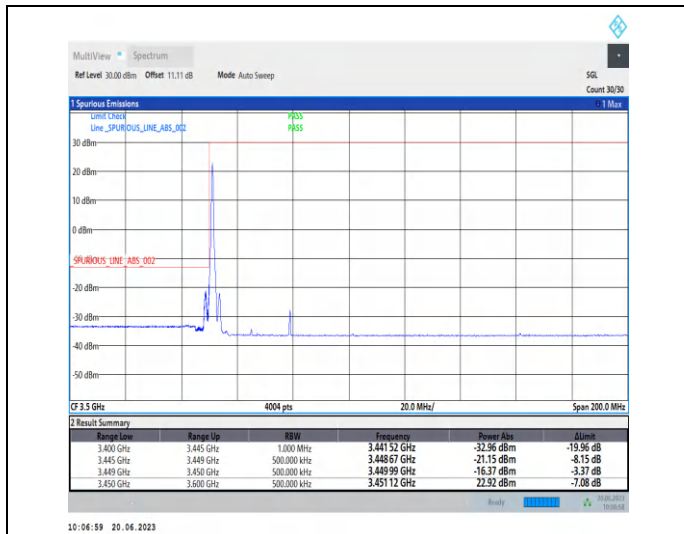 MultiView Spectrum
Ref Level 30.00 dBm Offset 11.11 dB Mode Auto Sweep SGL
Count 30/30
1 Spurious Emissions 1 Max
Limit Check PASS
Line _SPURIOUS_LINE_ABS_002 PASS
30 dBm
20 dBm
10 dBm
0 dBm
_SPURIOUS_LINE_ABS_002
-20 dBm
-30 dBm
-40 dBm
-50 dBm
CF 3.5 GHz 4004 pts 20.0 MHz/ Span 200.0 MHz
2 Result Summary
Range Low Range Up RBW Frequency Power Abs ΔLimit
3.400 GHz 3.445 GHz 1.000 MHz 3.441 52 GHz -32.96 dBm -19.96 dB
3.445 GHz 3.449 GHz 500.000 kHz 3.448 67 GHz -21.15 dBm -8.15 dB
3.449 GHz 3.450 GHz 500.000 kHz 3.449 99 GHz -16.37 dBm -3.37 dB
3.450 GHz 3.600 GHz 500.000 kHz 3.451 12 GHz 22.92 dBm -7.08 dB
Ready 20.06.2023
10:06:58
10:06:59 20.06.2023